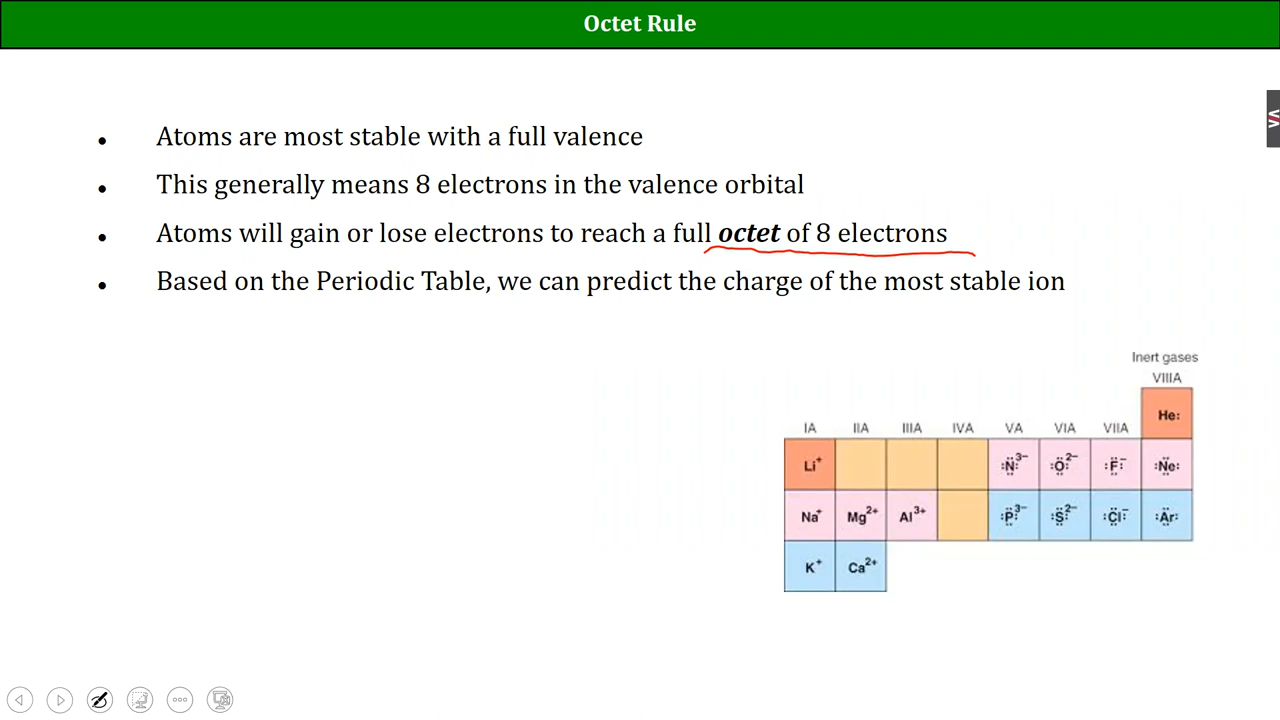 Octet Rule
• Atoms are most stable with a full valence
• This generally means 8 electrons in the valence orbital
• Atoms will gain or lose electrons to reach a full octet of 8 electrons
• Based on the Periodic Table, we can predict the charge of the most stable ion
Inert gases
VIIIA
He:
IA IIA IIIA IVA VA VIA VIIA
Li⁺ N³⁻ O²⁻ F⁻ Ne
Na⁺ Mg²⁺ Al³⁺ P³⁻ S²⁻ Cl⁻ Ar
K⁺ Ca²⁺